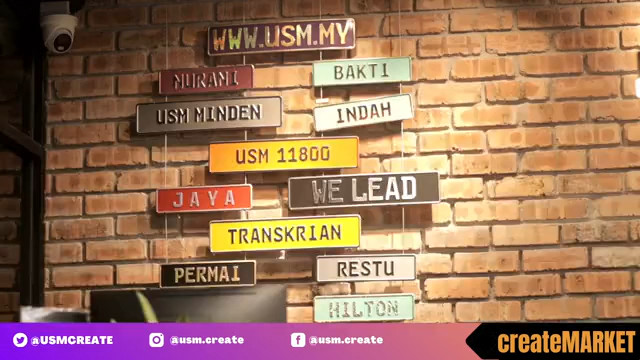 WWW.USM.MY
NURANI
BAKTI
USM MINDEN
INDAH
USM 11800
JAYA
WE LEAD
TRANSKRIAN
PERMAI
RESTU
HILTON
@USMCREATE
@usm.create
@usm.create
createMARKET